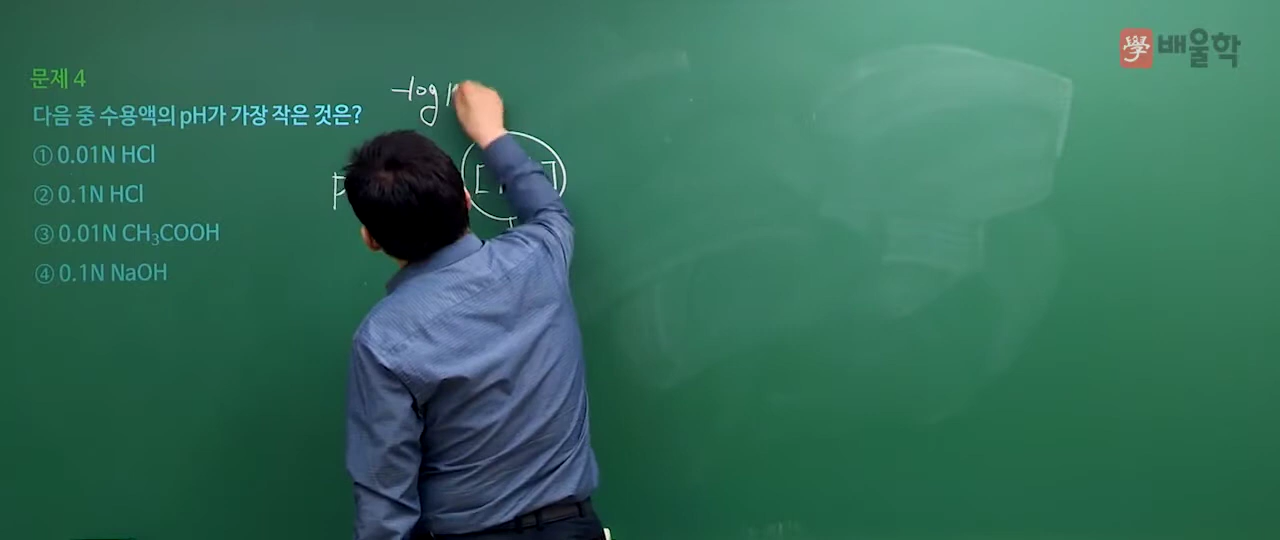 學 배울학
문제 4
다음 중 수용액의 pH가 가장 작은 것은?
① 0.01N HCl
② 0.1N HCl
③ 0.01N CH₃COOH
④ 0.1N NaOH
-log
[ ]